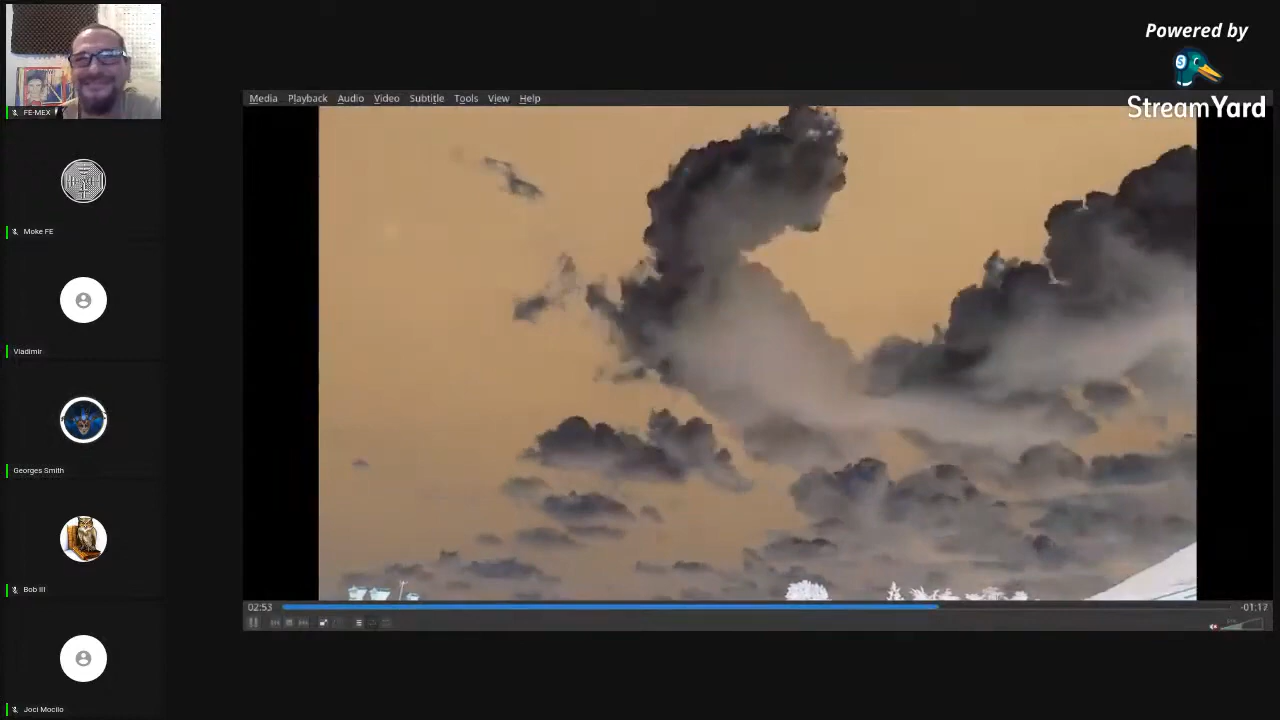 Powered by
StreamYard
Media Playback Audio Video Subtitle Tools View Help
FE-MEX
Moke FE
Vladimir
Georges Smith
Bob III
Joci Mocilo
02:53
-01:17